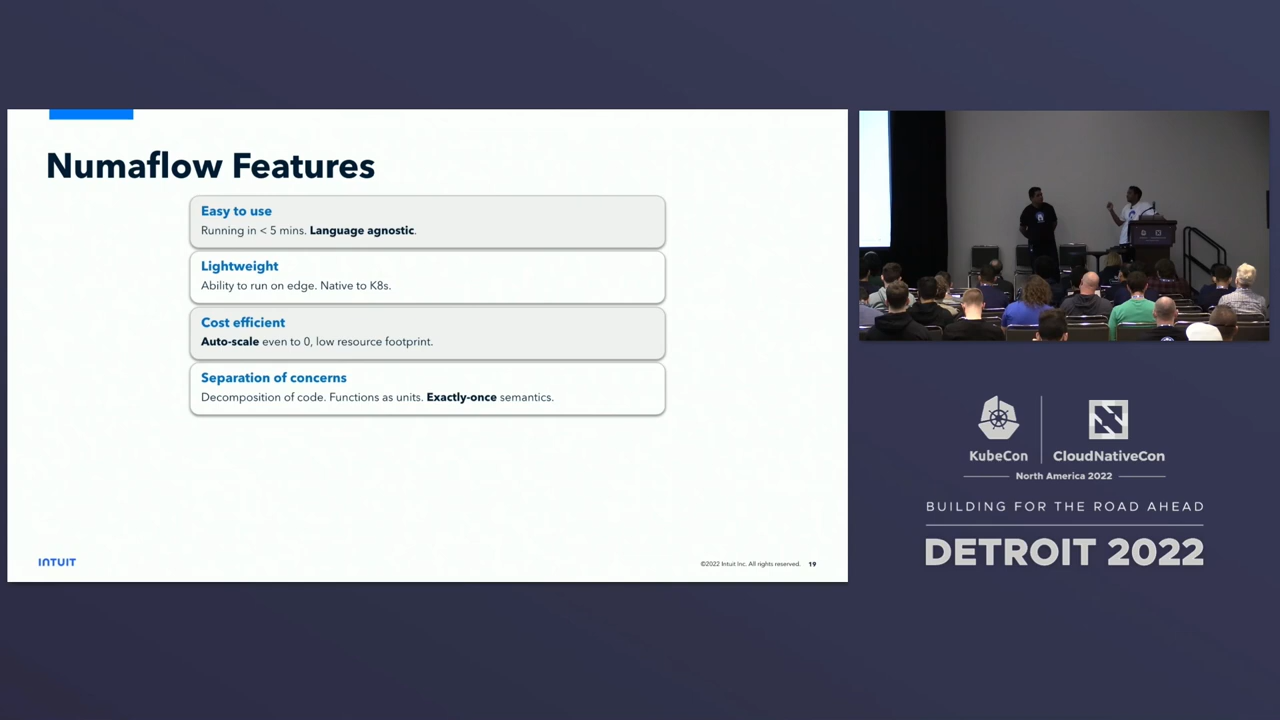 Numaflow Features
Easy to use
Running in < 5 mins. Language agnostic.
Lightweight
Ability to run on edge. Native to K8s.
Cost efficient
Auto-scale even to 0, low resource footprint.
Separation of concerns
Decomposition of code. Functions as units. Exactly-once semantics.
INTUIT
©2022 Intuit Inc. All rights reserved. 19
KubeCon CloudNativeCon
North America 2022
BUILDING FOR THE ROAD AHEAD
DETROIT 2022